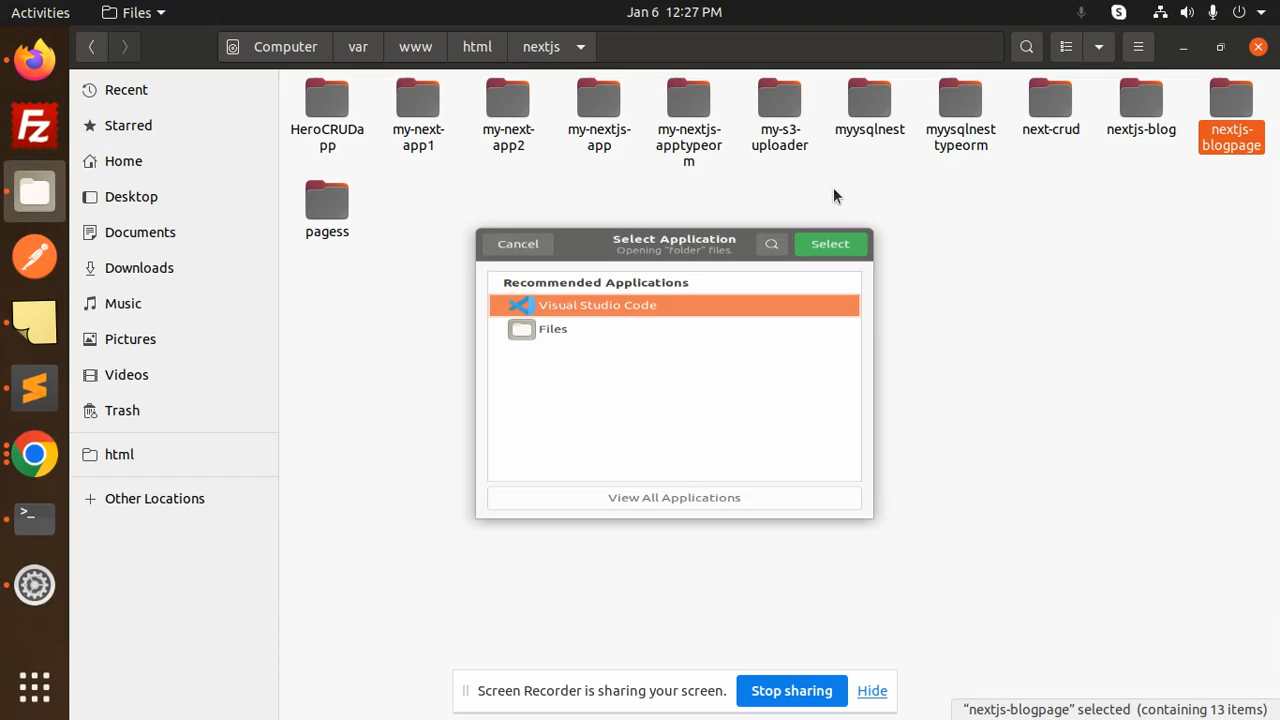 Activities
Files
Jan 6 12:27 PM
Computer
var
www
html
nextjs
Recent
Starred
Home
Desktop
Documents
Downloads
Music
Pictures
Videos
Trash
html
Other Locations
HeroCRUDa
pp
my-next-
app1
my-next-
app2
my-nextjs-
app
my-nextjs-
apptypeor
m
my-s3-
uploader
myysqlnest
myysqlnest
typeorm
next-crud
nextjs-blog
nextjs-
blogpage
pagess
Cancel
Select Application
Opening "folder" files.
Select
Recommended Applications
Visual Studio Code
Files
View All Applications
Screen Recorder is sharing your screen.
Stop sharing
Hide
"nextjs-blogpage" selected (containing 13 items)